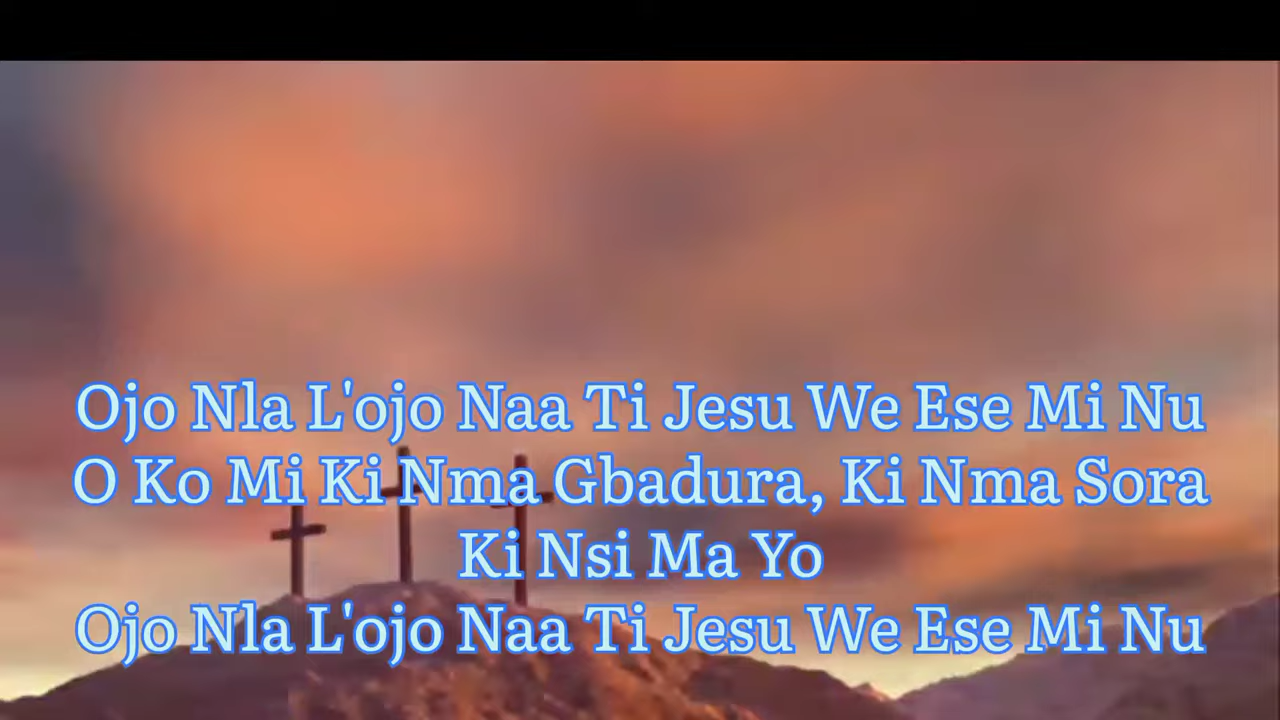 Ojo Nla L'ojo Naa Ti Jesu We Ese Mi Nu
O Ko Mi Ki Nma Gbadura, Ki Nma Sora
Ki Nsi Ma Yo
Ojo Nla L'ojo Naa Ti Jesu We Ese Mi Nu